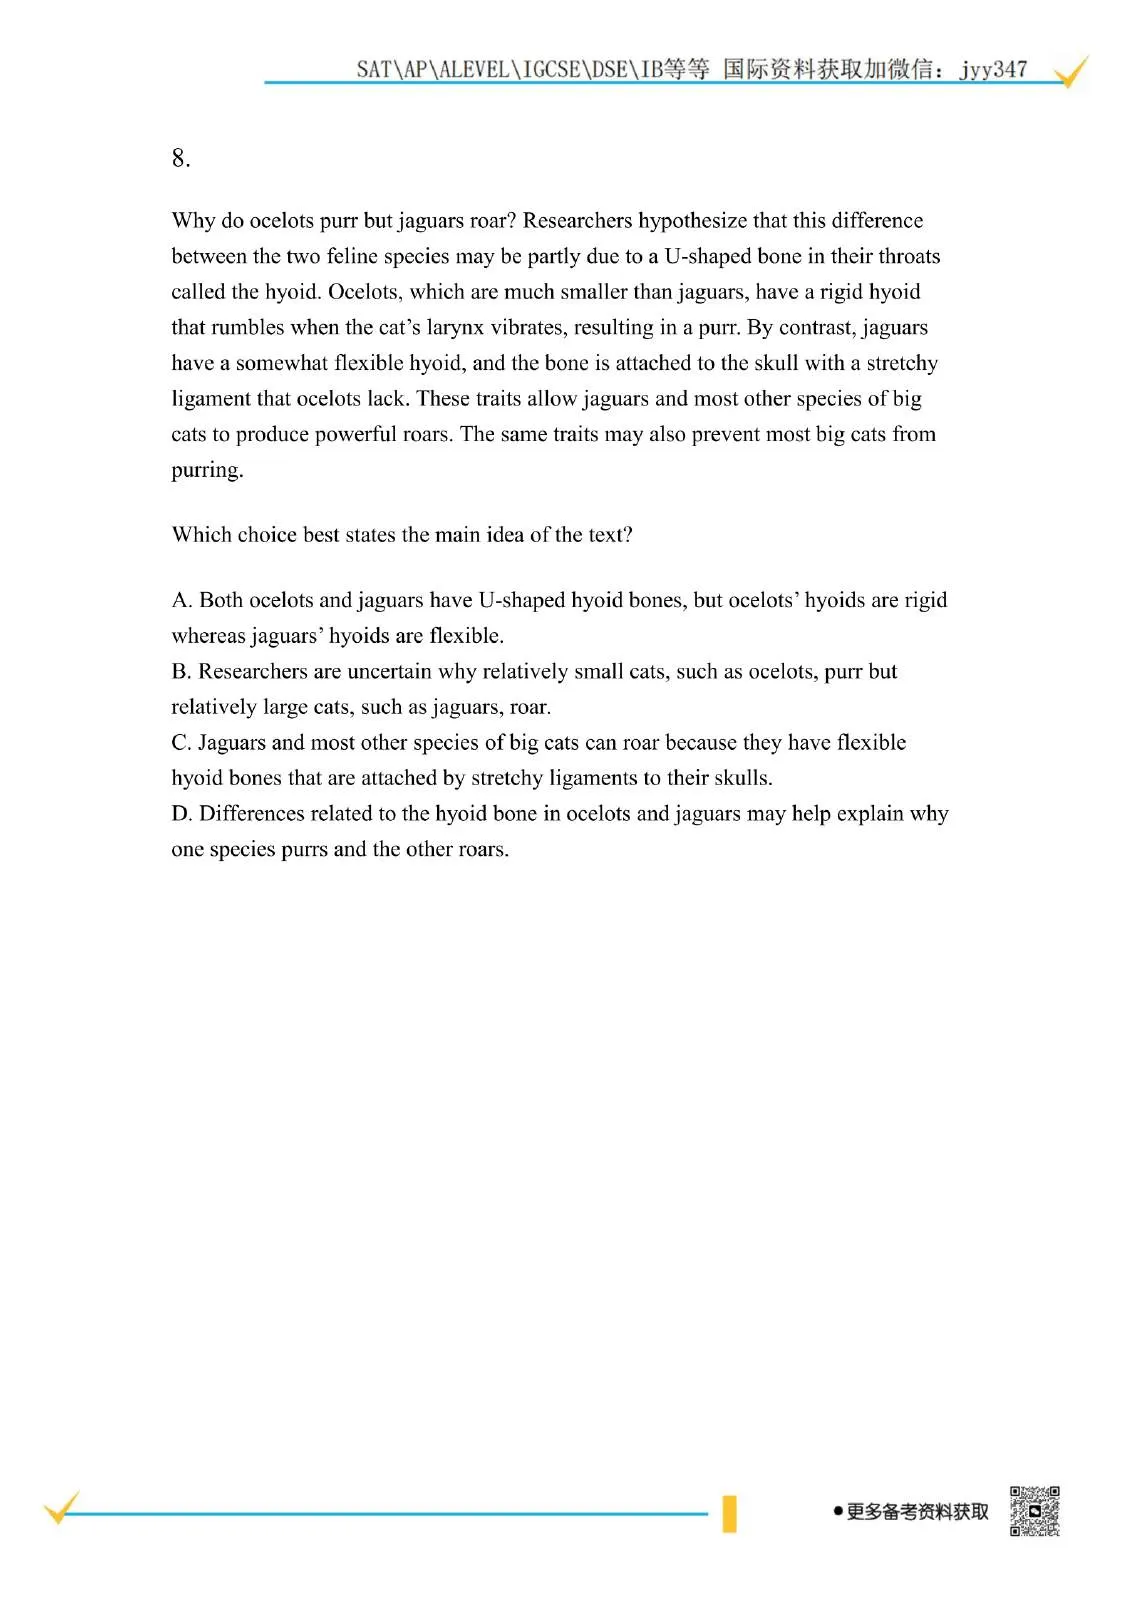 SAT\AP\ALEVEL\IGCSE\DSE\IB等等 国际资料获取加微信：jyy347
8.
Why do ocelots purr but jaguars roar? Researchers hypothesize that this difference
between the two feline species may be partly due to a U-shaped bone in their throats
called the hyoid. Ocelots, which are much smaller than jaguars, have a rigid hyoid
that rumbles when the cat’s larynx vibrates, resulting in a purr. By contrast, jaguars
have a somewhat flexible hyoid, and the bone is attached to the skull with a stretchy
ligament that ocelots lack. These traits allow jaguars and most other species of big
cats to produce powerful roars. The same traits may also prevent most big cats from
purring.
Which choice best states the main idea of the text?
A. Both ocelots and jaguars have U-shaped hyoid bones, but ocelots’ hyoids are rigid
whereas jaguars’ hyoids are flexible.
B. Researchers are uncertain why relatively small cats, such as ocelots, purr but
relatively large cats, such as jaguars, roar.
C. Jaguars and most other species of big cats can roar because they have flexible
hyoid bones that are attached by stretchy ligaments to their skulls.
D. Differences related to the hyoid bone in ocelots and jaguars may help explain why
one species purrs and the other roars.
●更多备考资料获取